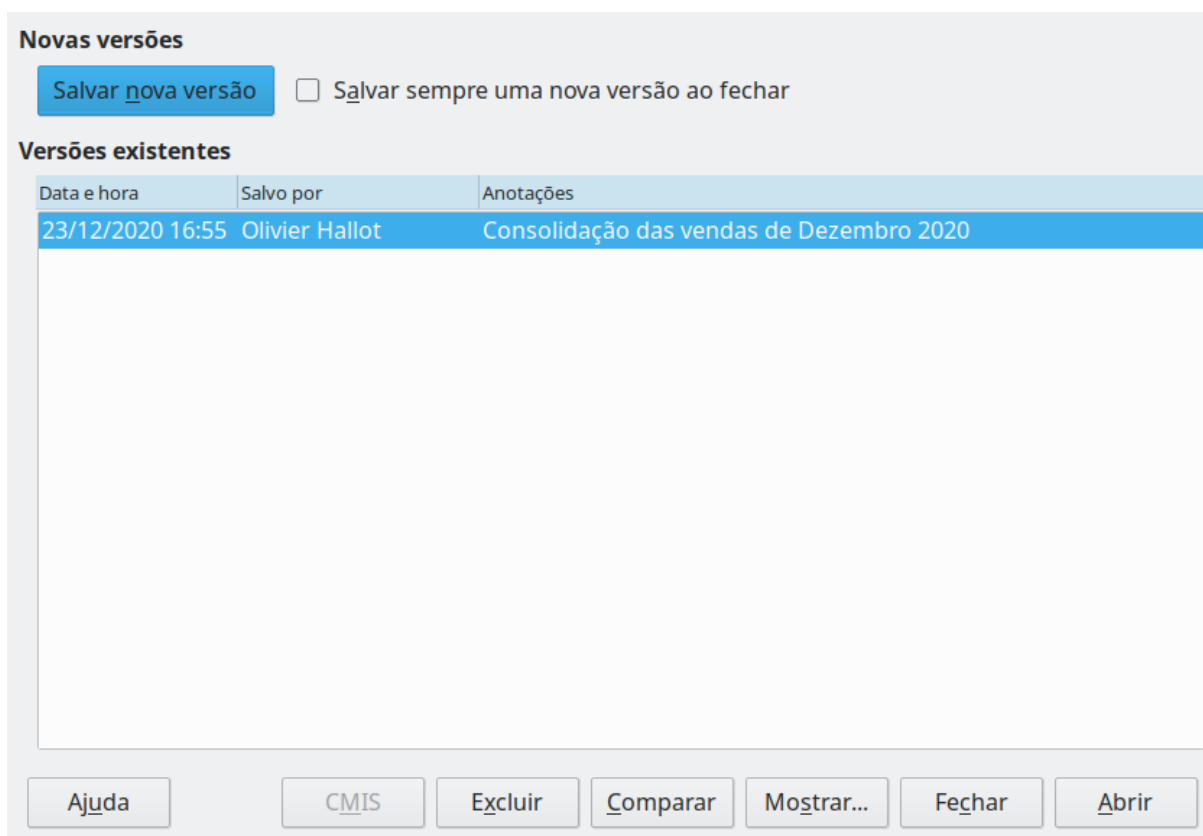 Novas versões
Salvar nova versão Salvar sempre uma nova versão ao fechar
Versões existentes
Data e hora Salvo por Anotações
23/12/2020 16:55 Olivier Hallot Consolidação das vendas de Dezembro 2020
Ajuda CMIS Excluir Comparar Mostrar... Fechar Abrir